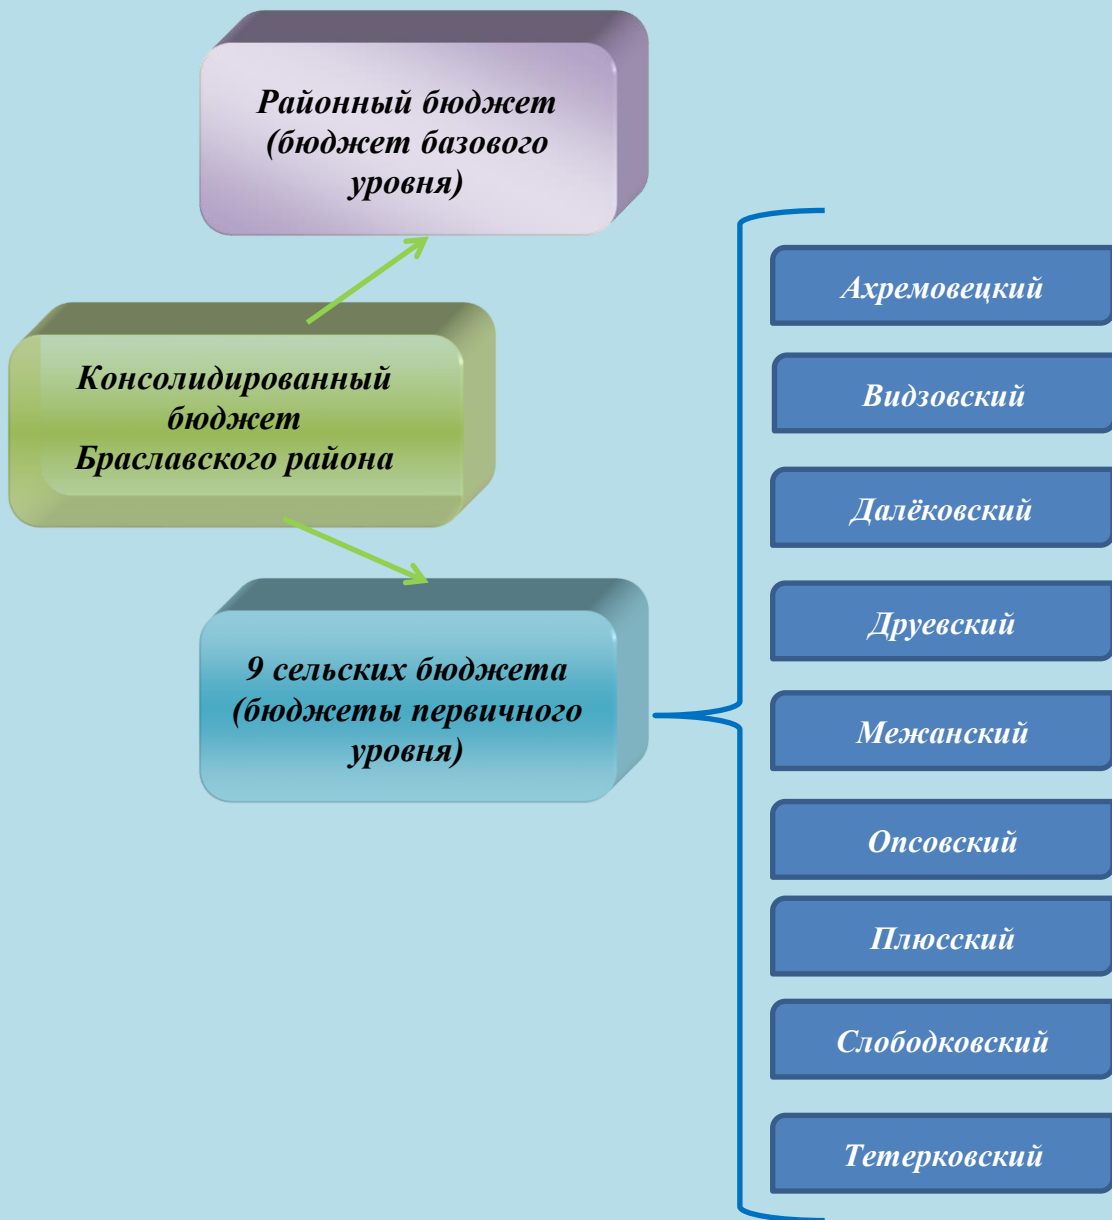 Районный бюджет
(бюджет базового
уровня)
Консолидированный
бюджет
Браславского района
9 сельских бюджета
(бюджеты первичного
уровня)
Ахремовецкий
Видзовский
Далёковский
Друевский
Межанский
Опсовский
Плюсский
Слободковский
Тетерковский